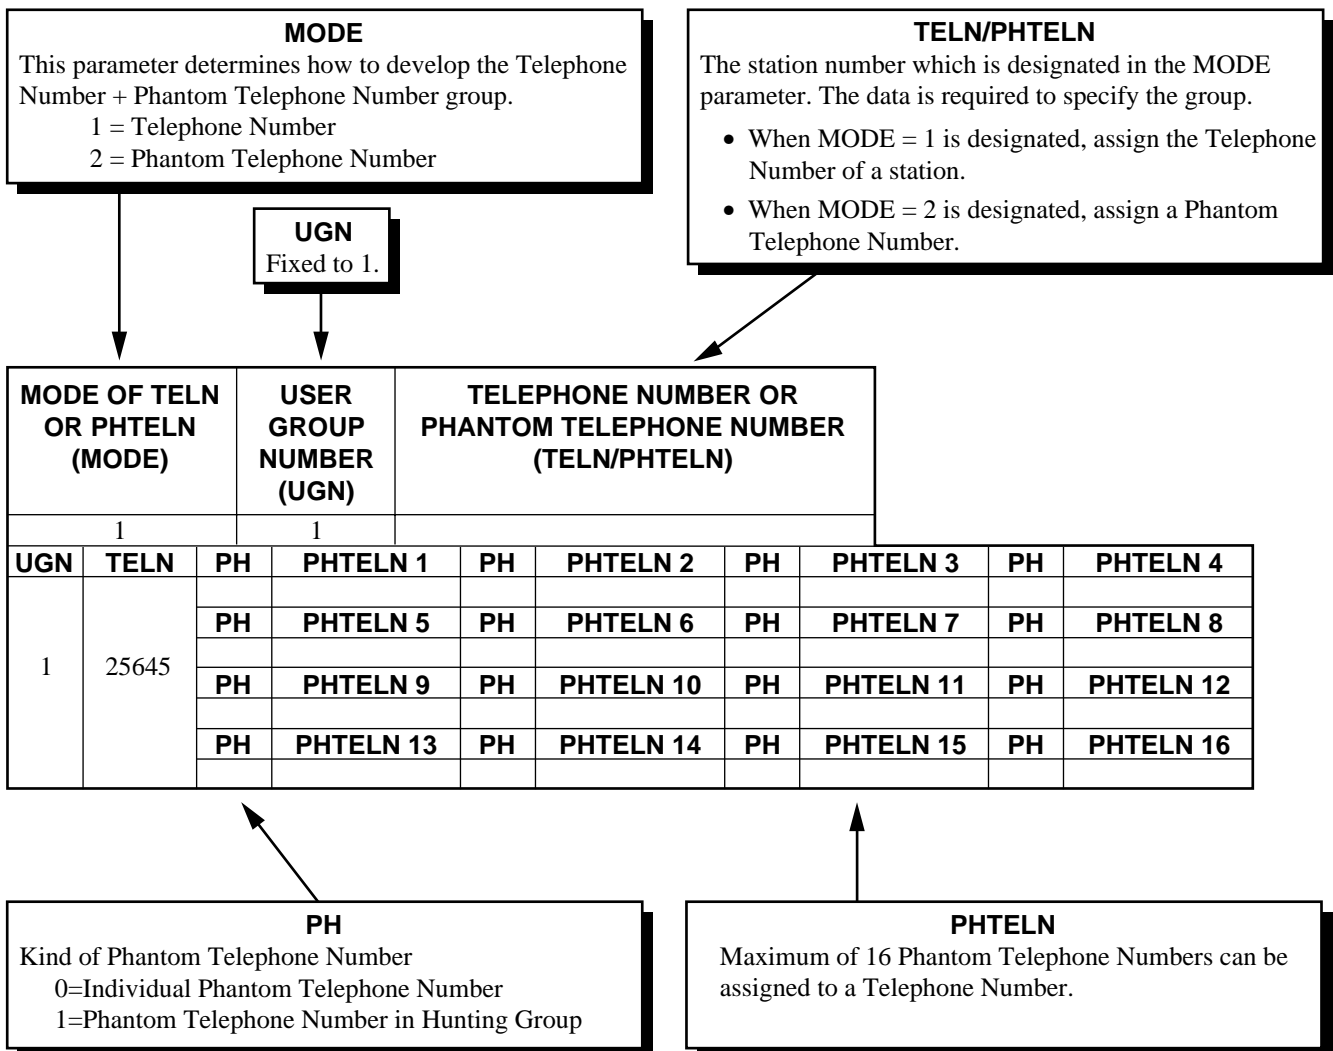 MODE
This parameter determines how to develop the Telephone
Number + Phantom Telephone Number group.
1 = Telephone Number
2 = Phantom Telephone Number
TELN/PHTELN
The station number which is designated in the MODE
parameter. The data is required to specify the group.
• When MODE = 1 is designated, assign the Telephone
Number of a station.
• When MODE = 2 is designated, assign a Phantom
Telephone Number.
UGN
Fixed to 1.
MODE OF TELN
OR PHTELN
(MODE)
USER
GROUP
NUMBER
(UGN)
TELEPHONE NUMBER OR
PHANTOM TELEPHONE NUMBER
(TELN/PHTELN)
1 1
UGN TELN PH PHTELN 1 PH PHTELN 2 PH PHTELN 3 PH PHTELN 4
PH PHTELN 5 PH PHTELN 6 PH PHTELN 7 PH PHTELN 8
1 25645
PH PHTELN 9 PH PHTELN 10 PH PHTELN 11 PH PHTELN 12
PH PHTELN 13 PH PHTELN 14 PH PHTELN 15 PH PHTELN 16
PH
Kind of Phantom Telephone Number
0=Individual Phantom Telephone Number
1=Phantom Telephone Number in Hunting Group
PHTELN
Maximum of 16 Phantom Telephone Numbers can be
assigned to a Telephone Number.